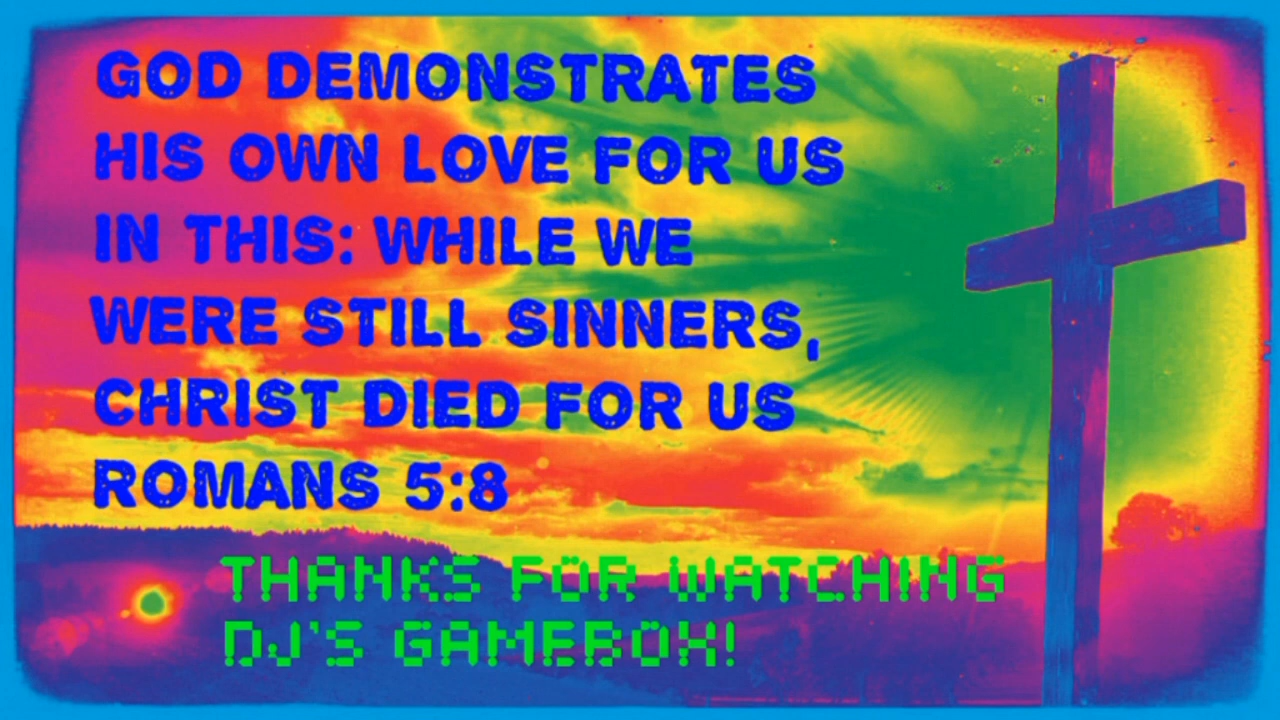 GOD DEMONSTRATES
HIS OWN LOVE FOR US
IN THIS: WHILE WE
WERE STILL SINNERS,
CHRIST DIED FOR US
ROMANS 5:8
THANKS FOR WATCHING
DJ'S GAMEBOX!